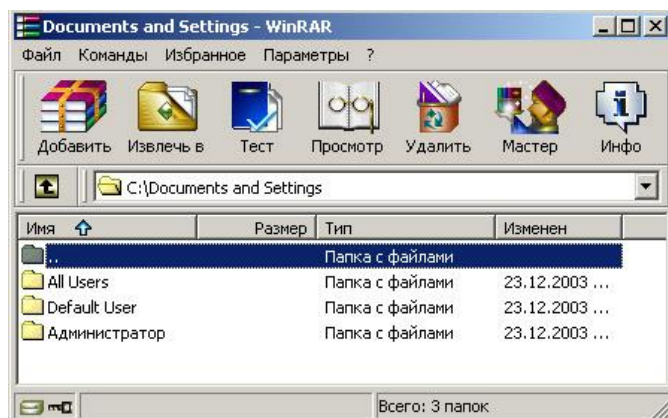 Documents and Settings - WinRAR
Файл Команды Избранное Параметры ?
Добавить Извлечь в Тест Просмотр Удалить Мастер Инфо
C:\Documents and Settings
Имя Размер Тип Изменен
.. Папка с файлами
All Users Папка с файлами 23.12.2003 ...
Default User Папка с файлами 23.12.2003 ...
Администратор Папка с файлами 23.12.2003 ...
Всего: 3 папок